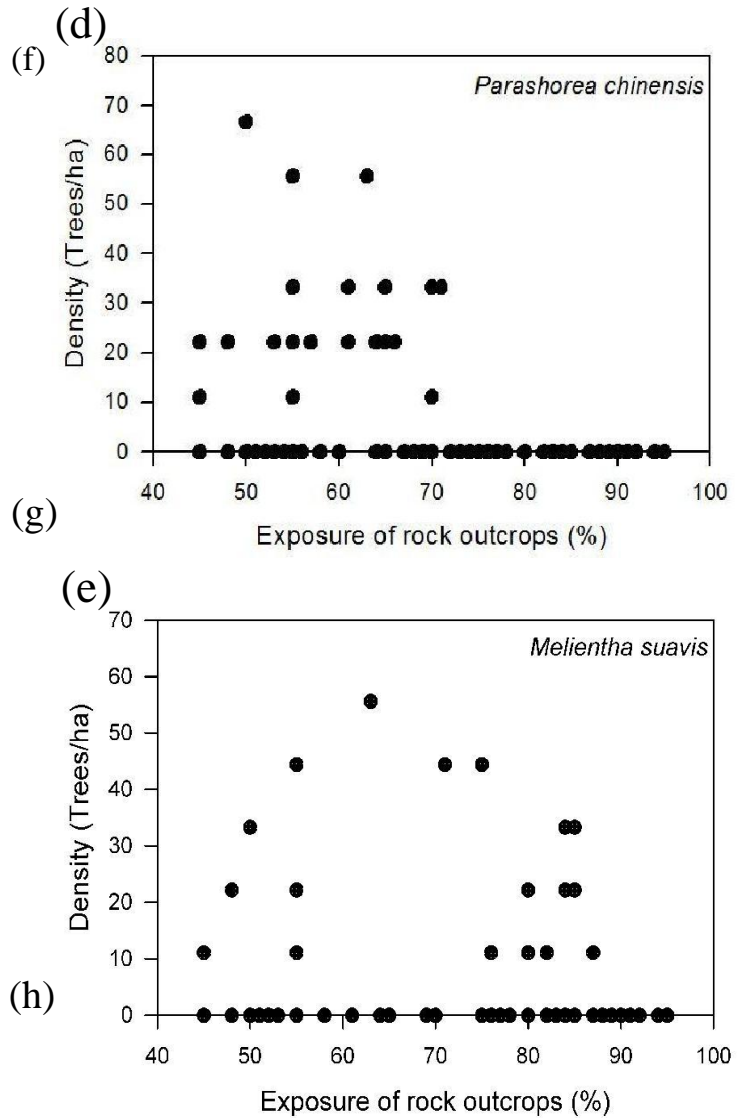 (d)
(f)
80
Parashorea chinensis
70
60
50
40
30
20
10
0
Density (Trees/ha)
40 50 60 70 80 90 100
(g)
Exposure of rock outcrops (%)
(e)
70
Melientha suavis
60
50
40
30
20
10
0
Density (Trees/ha)
(h)
40 50 60 70 80 90 100
Exposure of rock outcrops (%)